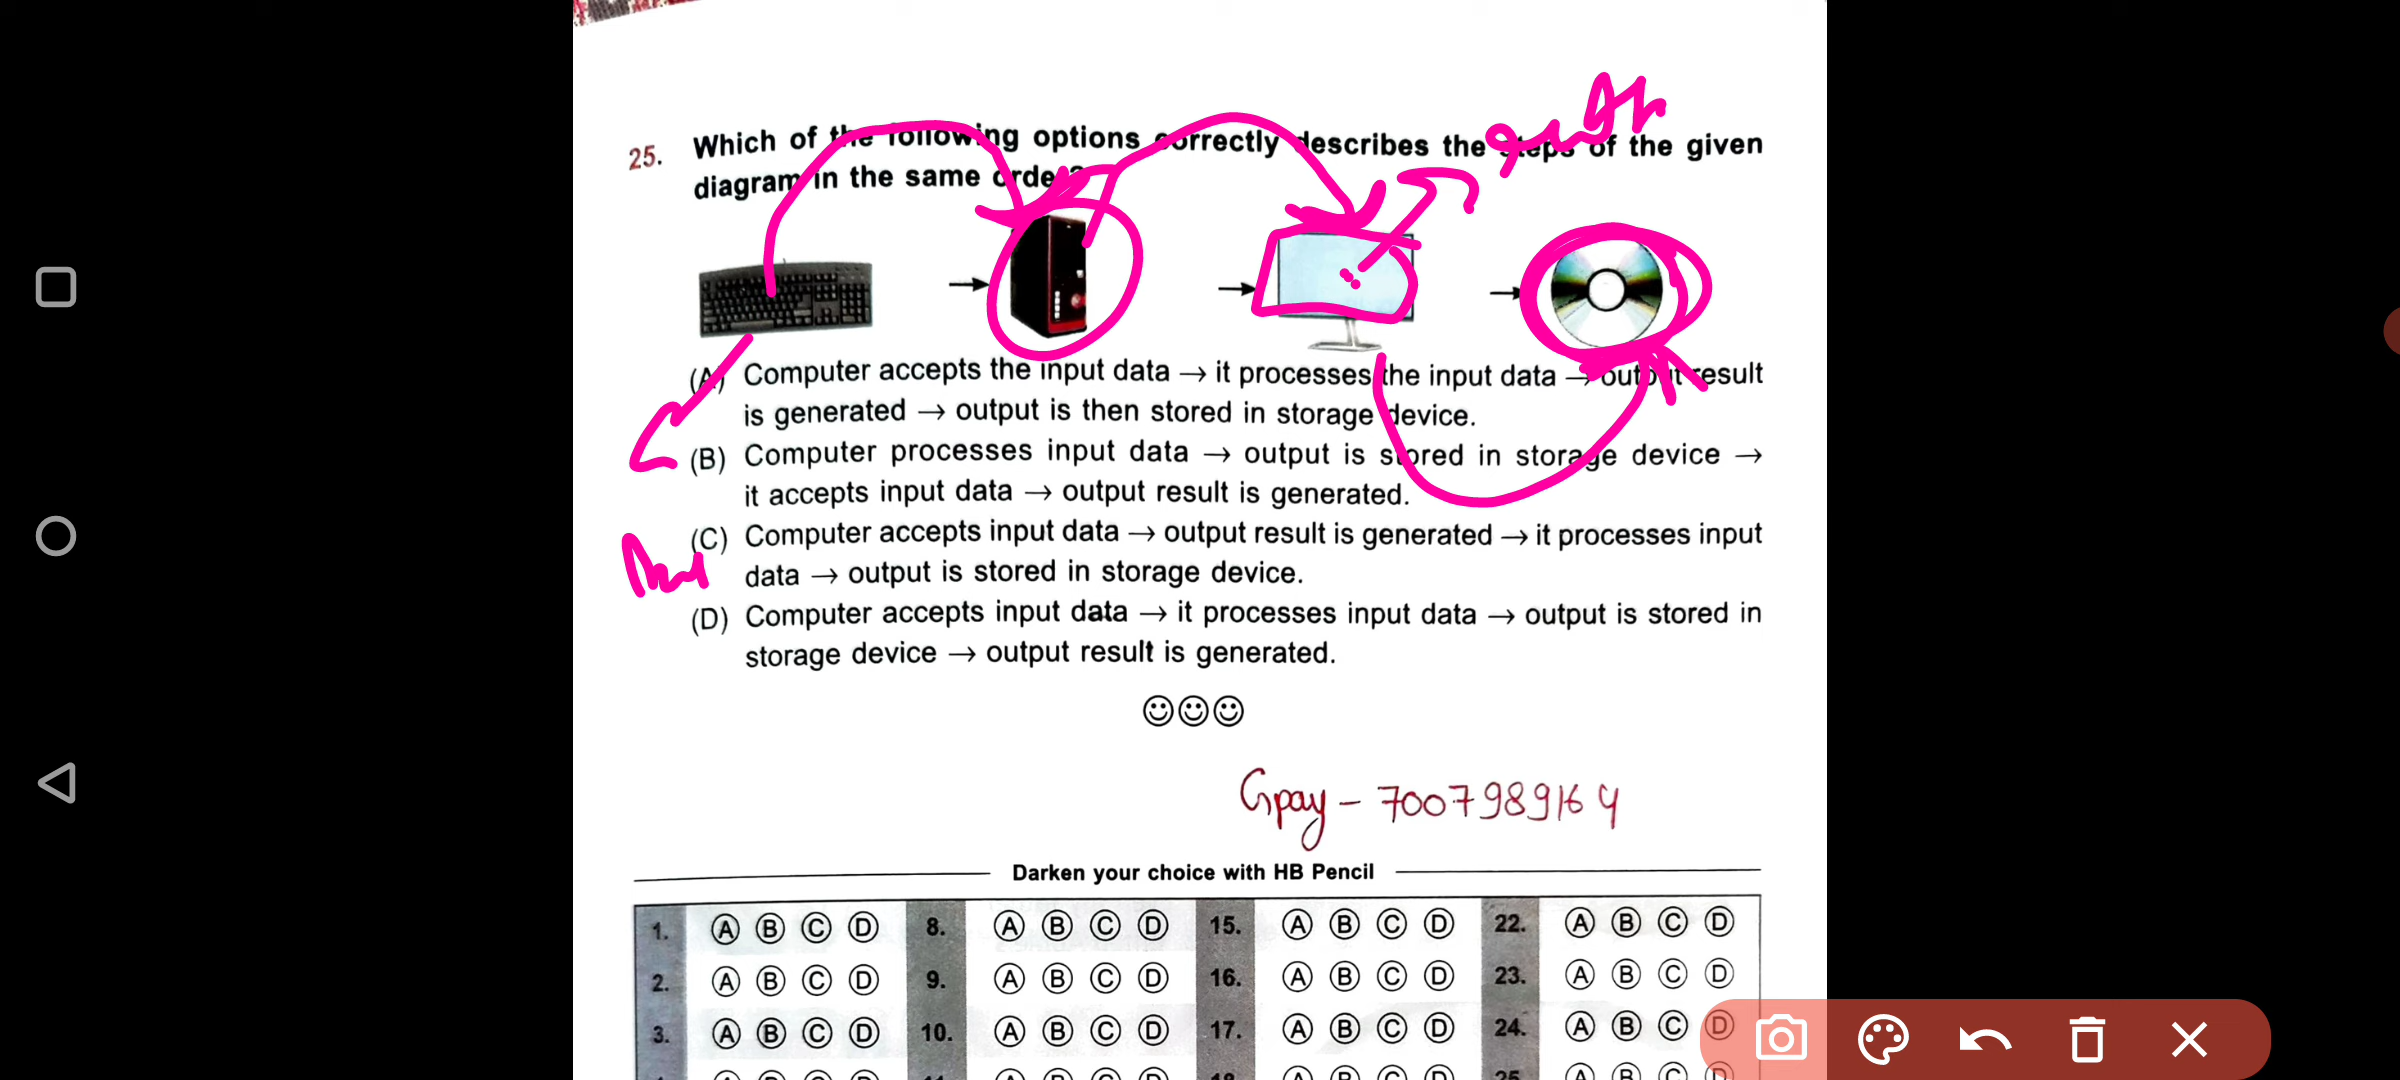 25. Which of the following options correctly describes the steps of the given
diagram in the same order?
(A) Computer accepts the input data → it processes the input data → output result
is generated → output is then stored in storage device.
(B) Computer processes input data → output is stored in storage device →
it accepts input data → output result is generated.
(C) Computer accepts input data → output result is generated → it processes input
data → output is stored in storage device.
(D) Computer accepts input data → it processes input data → output is stored in
storage device → output result is generated.
☺☺☺
Gpay - 7007989164
Darken your choice with HB Pencil
1. A B C D 8. A B C D 15. A B C D 22. A B C D
2. A B C D 9. A B C D 16. A B C D 23. A B C D
3. A B C D 10. A B C D 17. A B C D 24. A B C D